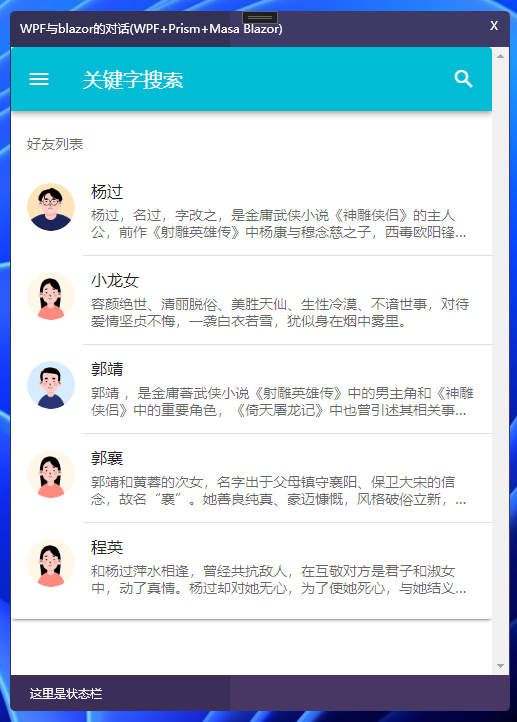 WPF与blazor的对话(WPF+Prism+Masa Blazor)
X
关键字搜索
好友列表
杨过
杨过，名过，字改之，是金庸武侠小说《神雕侠侣》的主人
公，前作《射雕英雄传》中杨康与穆念慈之子，西毒欧阳锋...
小龙女
容颜绝世、清丽脱俗、美胜天仙、生性冷漠、不谙世事，对待
爱情坚贞不悔，一袭白衣若雪，犹似身在烟中雾里。
郭靖
郭靖 ，是金庸著武侠小说《射雕英雄传》中的男主角和《神雕
侠侣》中的重要角色，《倚天屠龙记》中也曾引述其相关事...
郭襄
郭靖和黄蓉的次女，名字出于父母镇守襄阳、保卫大宋的信
念，故名“襄”。她善良纯真、豪迈慷慨，风格破俗立新，...
程英
和杨过萍水相逢，曾经共抗敌人，在互敬对方是君子和淑女
中，动了真情。杨过却对她无心，为了使她死心，与她结义...
这里是状态栏